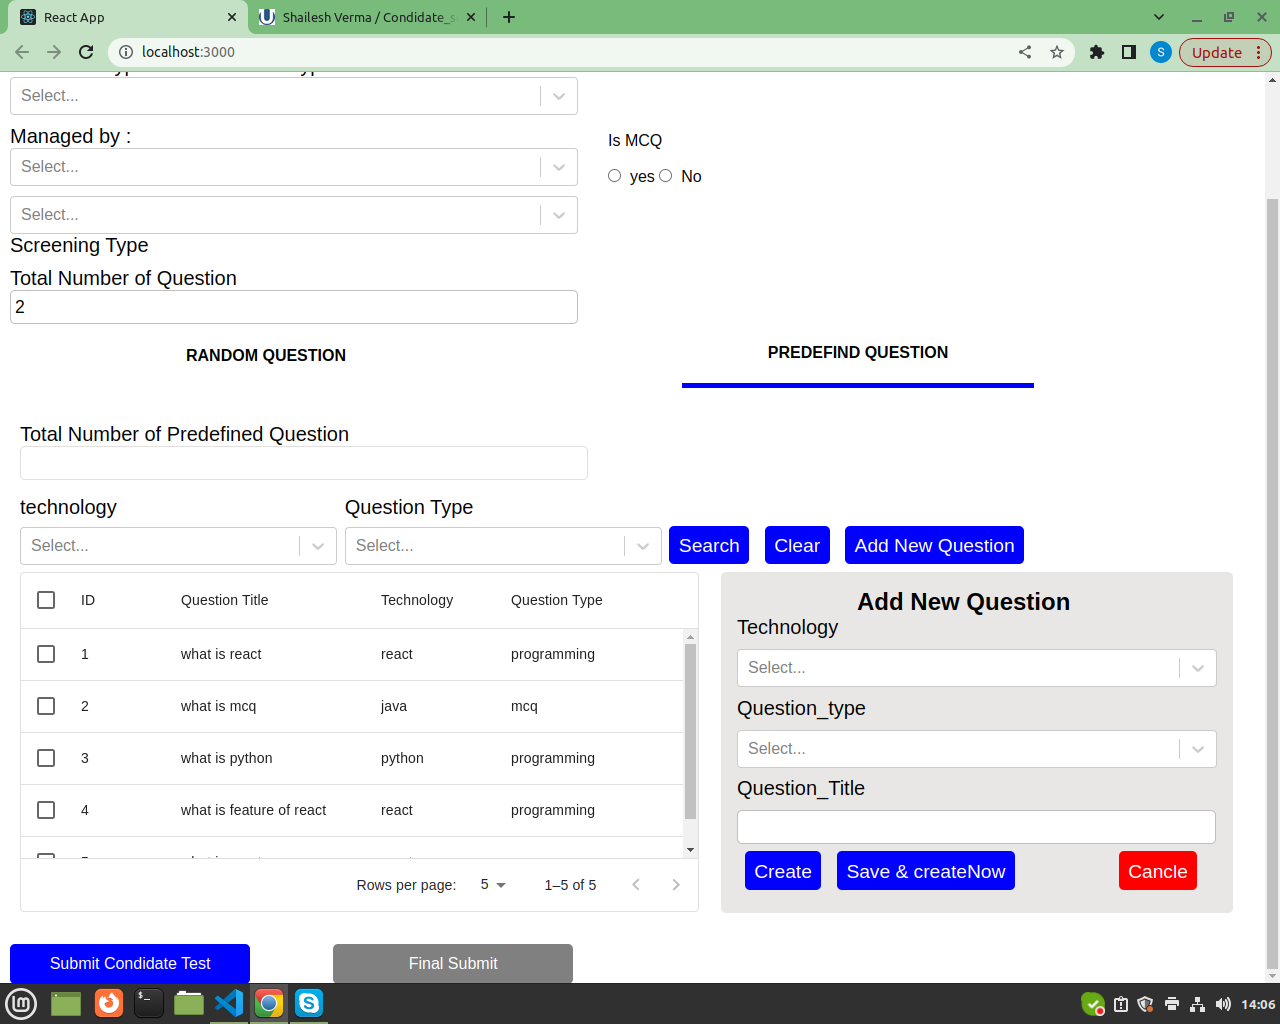 React App
Shailesh Verma / Condidate_s
localhost:3000
Update
S
Select...
Managed by :
Select...
Is MCQ
yes No
Select...
Screening Type
Total Number of Question
2
RANDOM QUESTION
PREDEFIND QUESTION
Total Number of Predefined Question
technology
Question Type
Select...
Select...
Search
Clear
Add New Question
ID Question Title Technology Question Type
1 what is react react programming
2 what is mcq java mcq
3 what is python python programming
4 what is feature of react react programming
Rows per page: 5 1–5 of 5
Add New Question
Technology
Select...
Question_type
Select...
Question_Title
Create
Save & createNow
Cancle
Submit Condidate Test
Final Submit
14:06